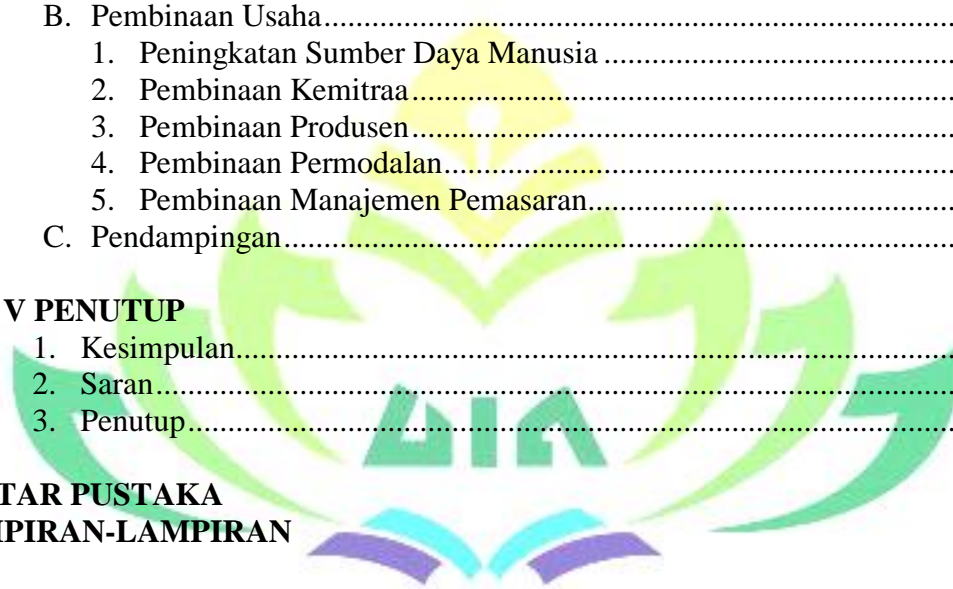 B. Pembinaan Usaha........................................................................
1. Peningkatan Sumber Daya Manusia ............................................
2. Pembinaan Kemitraa....................................................................
3. Pembinaan Produsen....................................................................
4. Pembinaan Permodalan................................................................
5. Pembinaan Manajemen Pemasaran..............................................
C. Pendampingan..............................................................................
V PENUTUP
1. Kesimpulan..................................................................................
2. Saran............................................................................................
3. Penutup........................................................................................
TAR PUSTAKA
PIRAN-LAMPIRAN